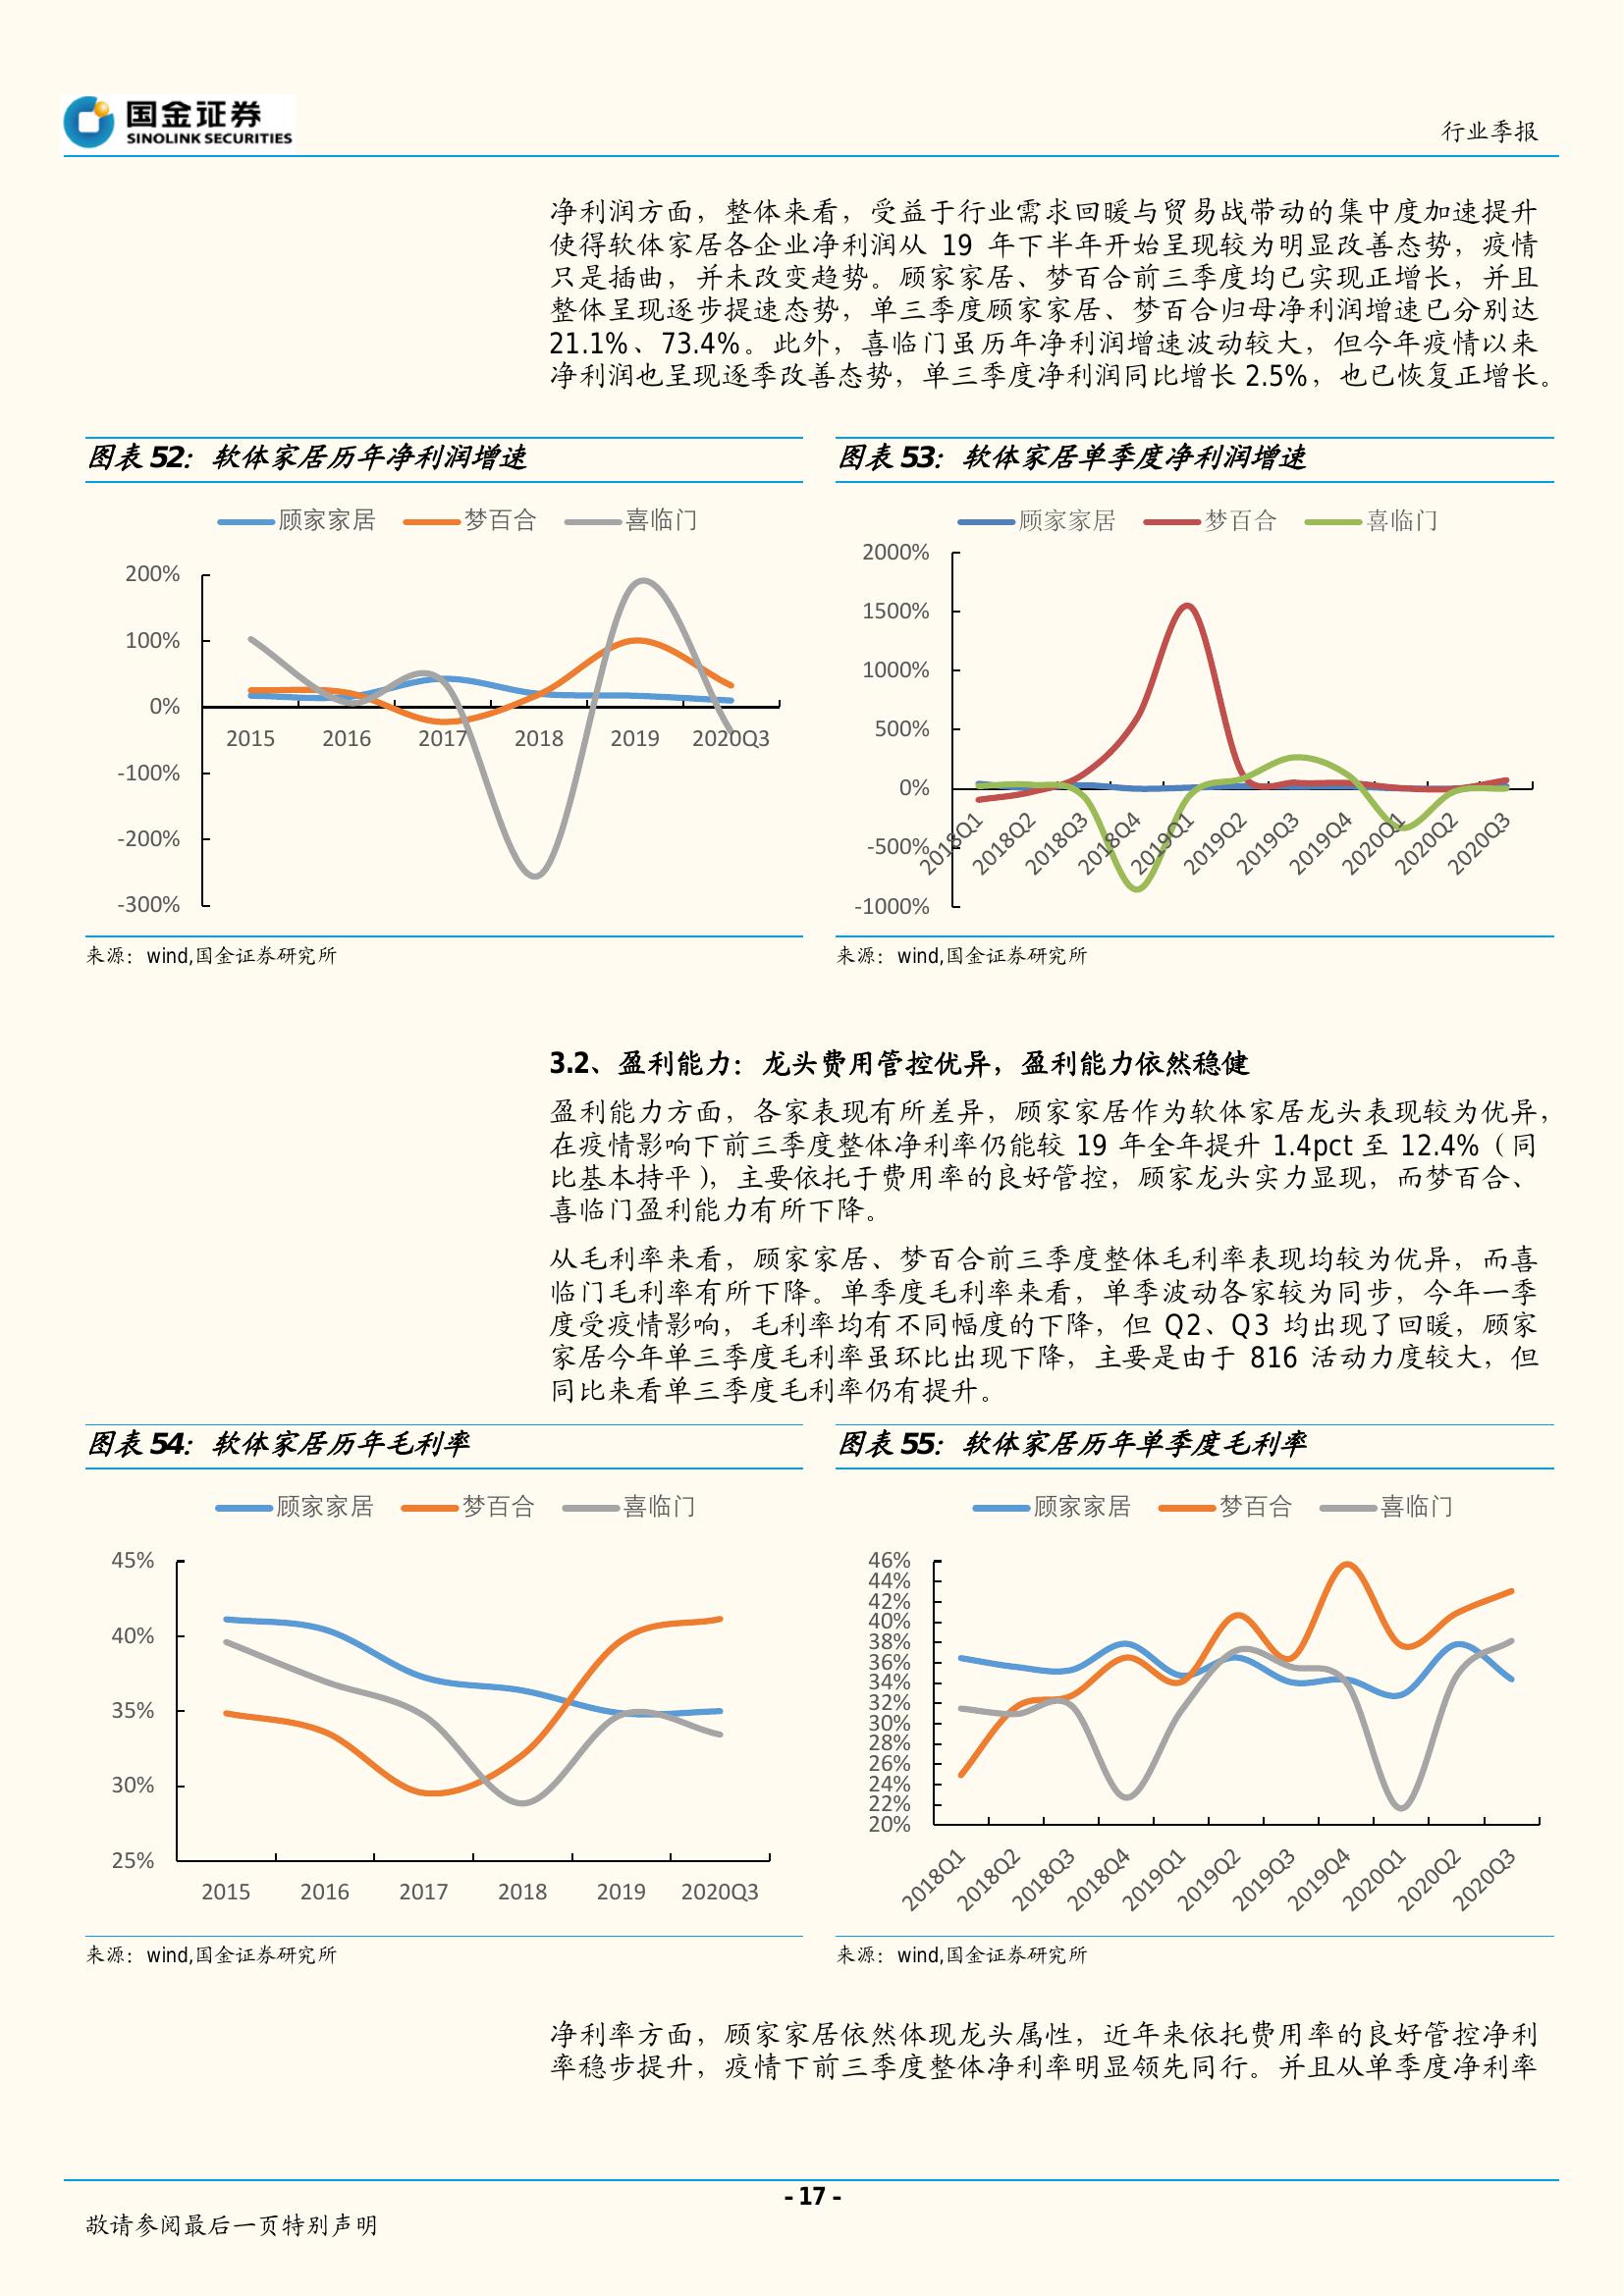 国金证券
SINOLINK SECURITIES
行业季报
净利润方面，整体来看，受益于行业需求回暖与贸易战带动的集中度加速提升
使得软体家居各企业净利润从 19 年下半年开始呈现较为明显改善态势，疫情
只是插曲，并未改变趋势。顾家家居、梦百合前三季度均已实现正增长，并且
整体呈现逐步提速态势，单三季度顾家家居、梦百合归母净利润增速已分别达
21.1%、73.4%。此外，喜临门虽历年净利润增速波动较大，但今年疫情以来
净利润也呈现逐季改善态势，单三季度净利润同比增长 2.5%，也已恢复正增长。
图表 52：软体家居历年净利润增速
顾家家居 梦百合 喜临门
200%
100%
0%
-100%
-200%
-300%
2015 2016 2017 2018 2019 2020Q3
来源：wind,国金证券研究所
图表 53：软体家居单季度净利润增速
顾家家居 梦百合 喜临门
2000%
1500%
1000%
500%
0%
-500%
-1000%
2018Q1 2018Q2 2018Q3 2018Q4 2019Q1 2019Q2 2019Q3 2019Q4 2020Q1 2020Q2 2020Q3
来源：wind,国金证券研究所
3.2、盈利能力：龙头费用管控优异，盈利能力依然稳健
盈利能力方面，各家表现有所差异，顾家家居作为软体家居龙头表现较为优异，
在疫情影响下前三季度整体净利率仍能较 19 年全年提升 1.4pct 至 12.4%（同
比基本持平），主要依托于费用率的良好管控，顾家龙头实力显现，而梦百合、
喜临门盈利能力有所下降。
从毛利率来看，顾家家居、梦百合前三季度整体毛利率表现均较为优异，而喜
临门毛利率有所下降。单季度毛利率来看，单季波动各家较为同步，今年一季
度受疫情影响，毛利率均有不同幅度的下降，但 Q2、Q3 均出现了回暖，顾家
家居今年单三季度毛利率虽环比出现下降，主要是由于 816 活动力度较大，但
同比来看单三季度毛利率仍有提升。
图表 54：软体家居历年毛利率
顾家家居 梦百合 喜临门
45%
40%
35%
30%
25%
2015 2016 2017 2018 2019 2020Q3
来源：wind,国金证券研究所
图表 55：软体家居历年单季度毛利率
顾家家居 梦百合 喜临门
46%
44%
42%
40%
38%
36%
34%
32%
30%
28%
26%
24%
22%
20%
2018Q1 2018Q2 2018Q3 2018Q4 2019Q1 2019Q2 2019Q3 2019Q4 2020Q1 2020Q2 2020Q3
来源：wind,国金证券研究所
净利率方面，顾家家居依然体现龙头属性，近年来依托费用率的良好管控净利
率稳步提升，疫情下前三季度整体净利率明显领先同行。并且从单季度净利率
- 17 -
敬请参阅最后一页特别声明